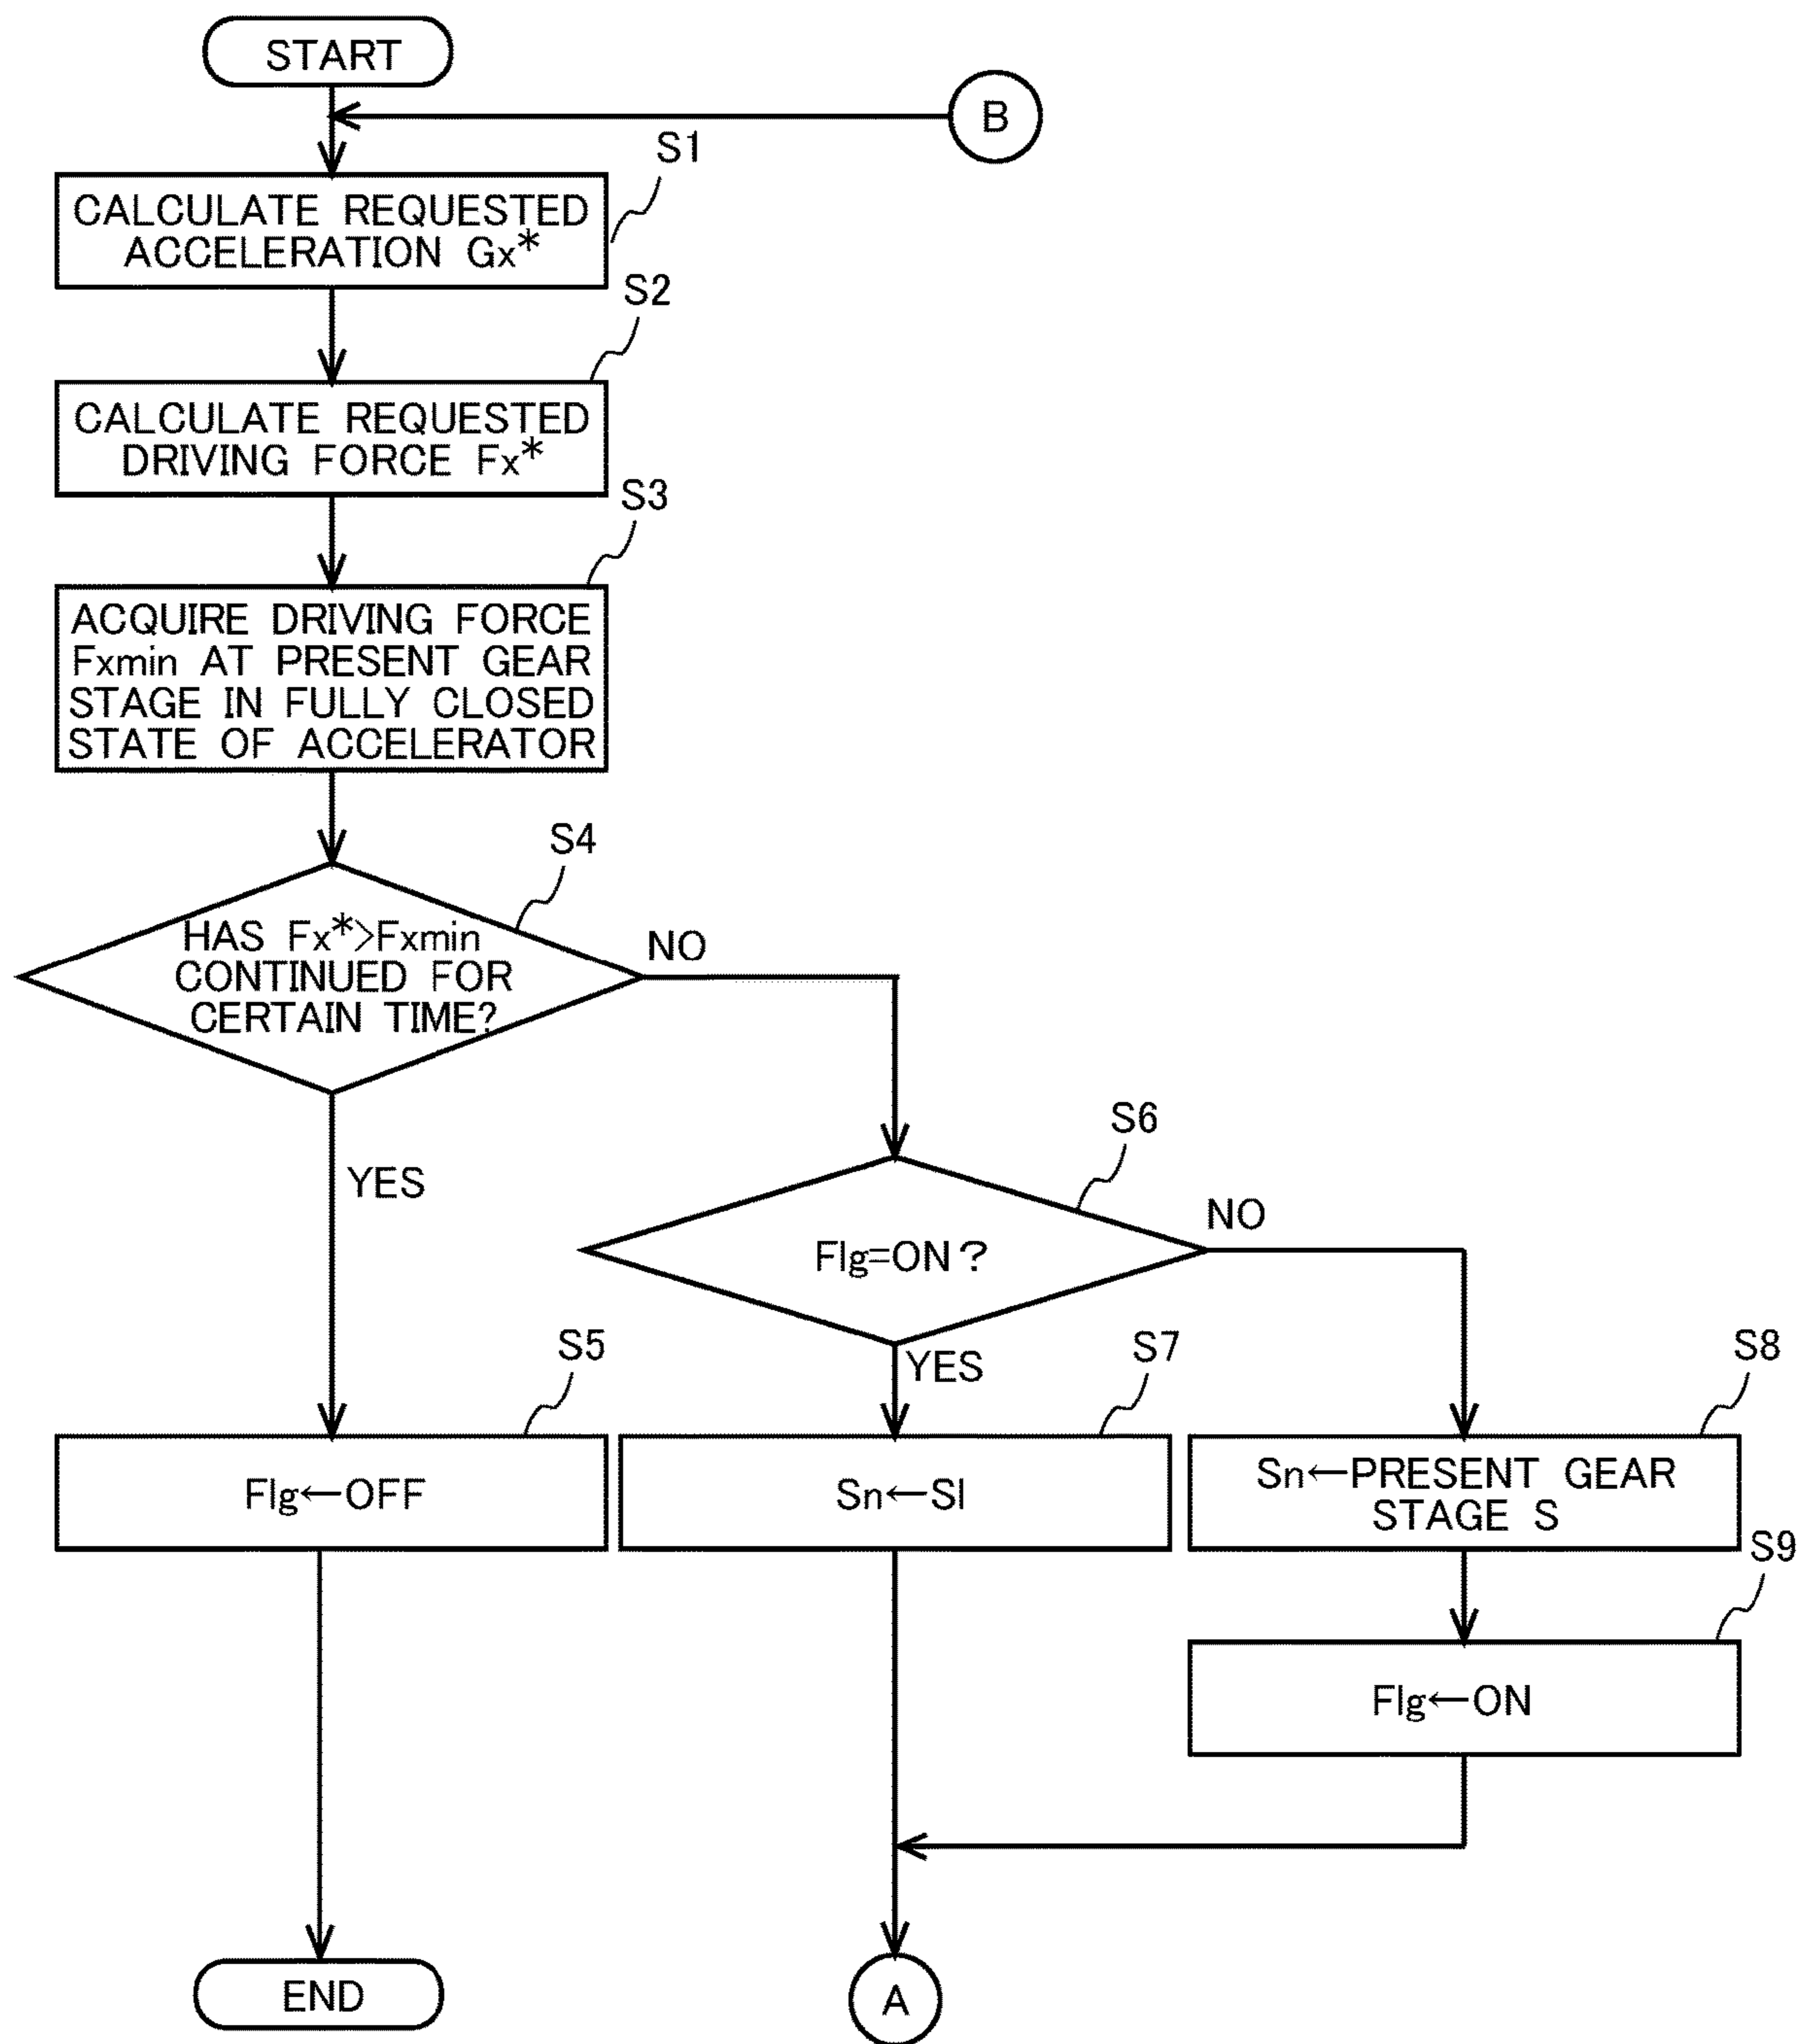 START
B
S1
CALCULATE REQUESTED
ACCELERATION Gx*
S2
CALCULATE REQUESTED
DRIVING FORCE Fx*
S3
ACQUIRE DRIVING FORCE
Fxmin AT PRESENT GEAR
STAGE IN FULLY CLOSED
STATE OF ACCELERATOR
S4
HAS Fx*>Fxmin
CONTINUED FOR
CERTAIN TIME?
NO
YES
S6
Flg=ON?
NO
YES
S5
Flg←OFF
S7
Sn←Sl
S8
Sn←PRESENT GEAR
STAGE S
S9
Flg←ON
END
A